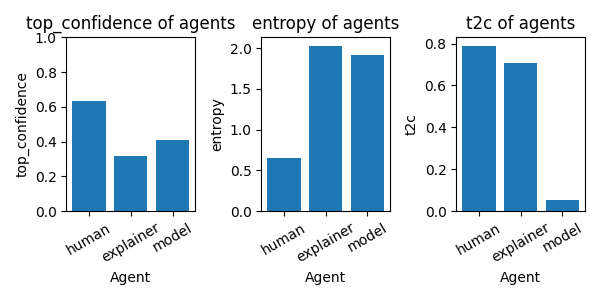 top_confidence of agents
top_confidence
1.0
0.8
0.6
0.4
0.2
0.0
human
explainer
model
Agent
entropy of agents
entropy
2.0
1.5
1.0
0.5
0.0
human
explainer
model
Agent
t2c of agents
t2c
0.8
0.6
0.4
0.2
0.0
human
explainer
model
Agent